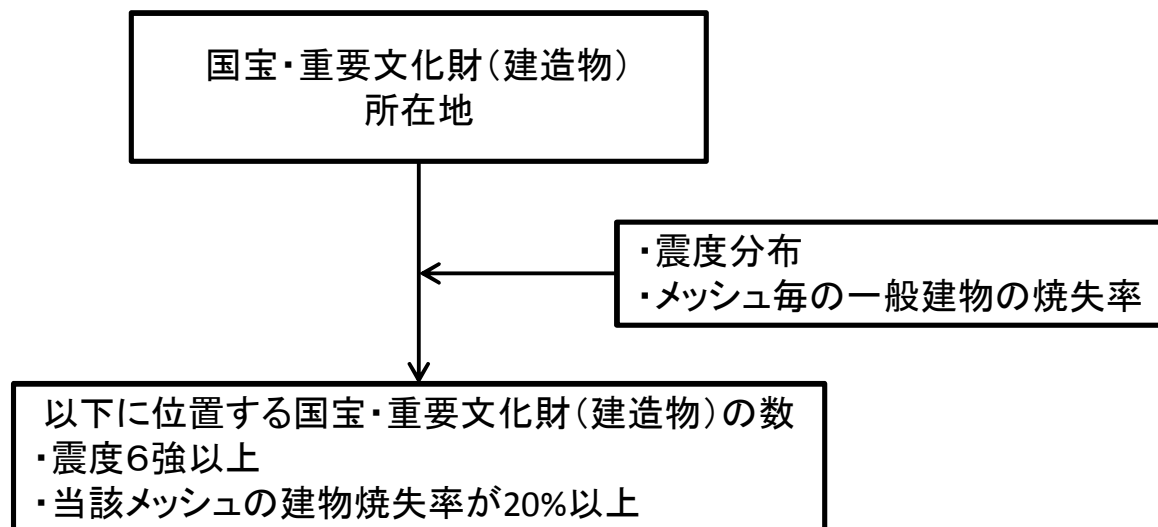 国宝・重要文化財(建造物)
所在地
・震度分布
・メッシュ毎の一般建物の焼失率
以下に位置する国宝・重要文化財(建造物)の数
・震度6強以上
・当該メッシュの建物焼失率が20%以上